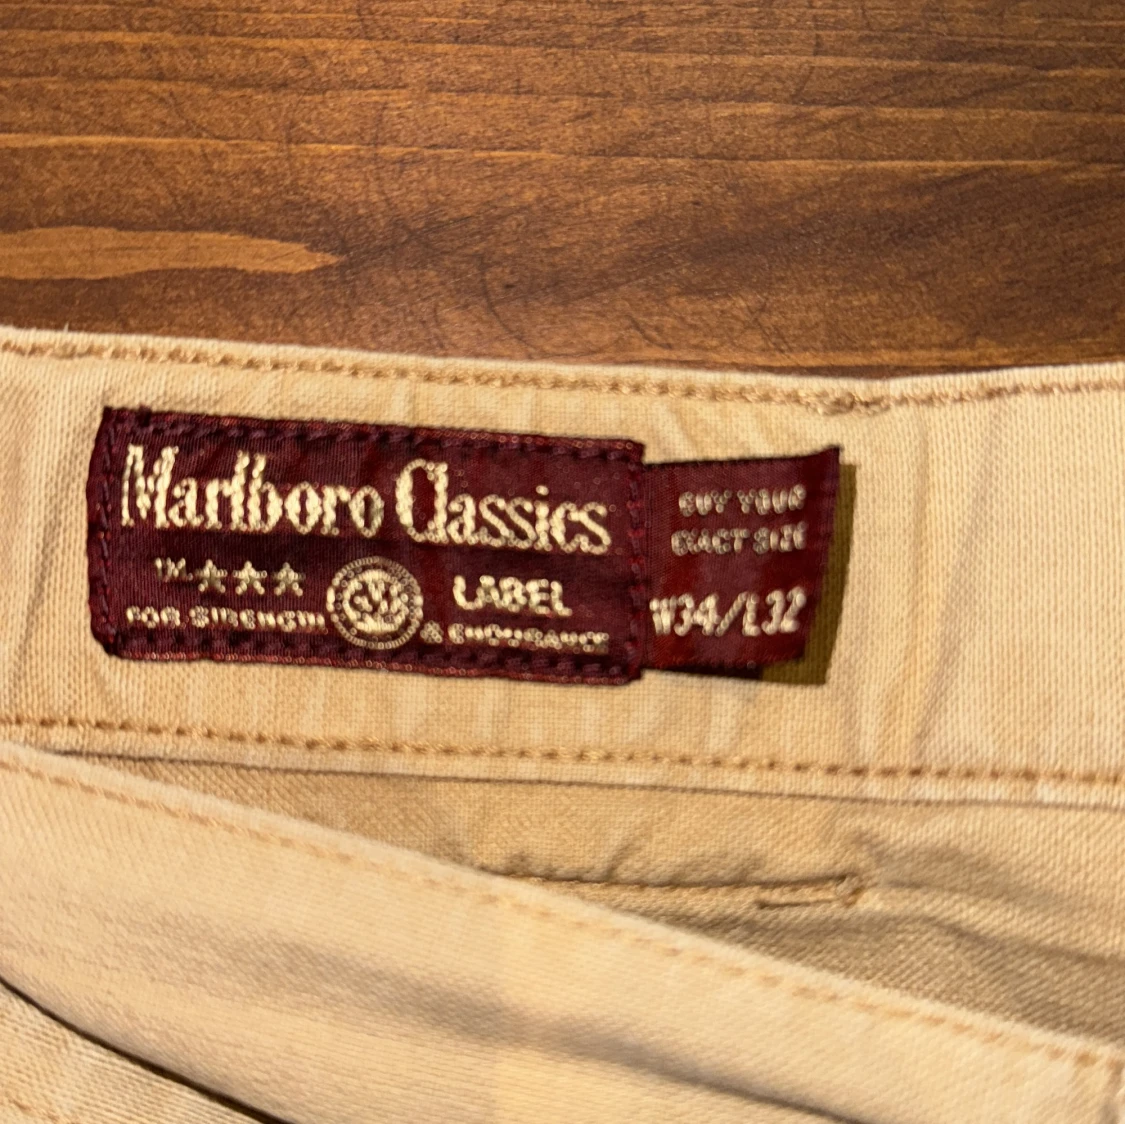 Marlboro Classics
★★★ LABEL
FOR STRENGTH & ENDURANCE
BUY YOUR
EXACT SIZE
W34/L32